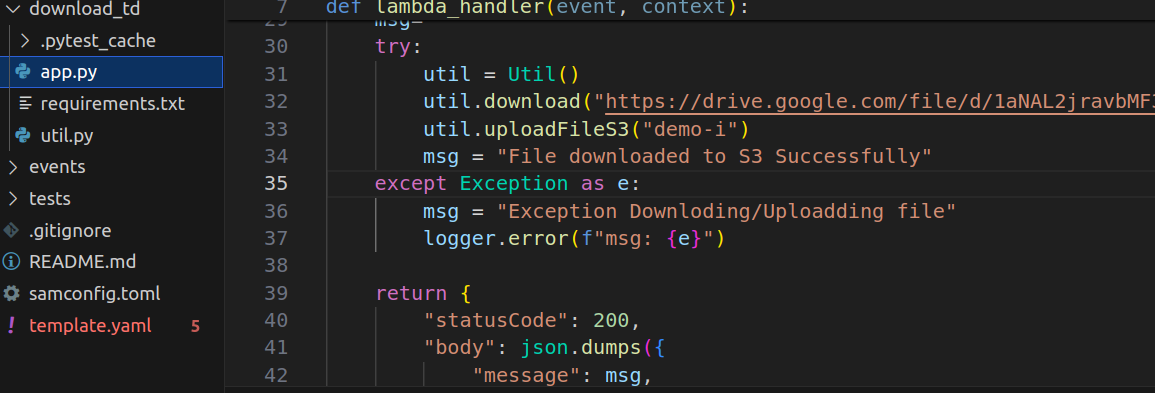 download_td
.pytest_cache
app.py
requirements.txt
util.py
events
tests
.gitignore
README.md
samconfig.toml
! template.yaml 5
7 def lambda_handler(event, context):
29 msg=
30 try:
31 util = Util()
32 util.download("https://drive.google.com/file/d/1aNAL2jravbMF
33 util.uploadFileS3("demo-i")
34 msg = "File downloaded to S3 Successfully"
35 except Exception as e:
36 msg = "Exception Downloding/Uploadding file"
37 logger.error(f"msg: {e}")
38
39 return {
40 "statusCode": 200,
41 "body": json.dumps({
42 "message": msg,